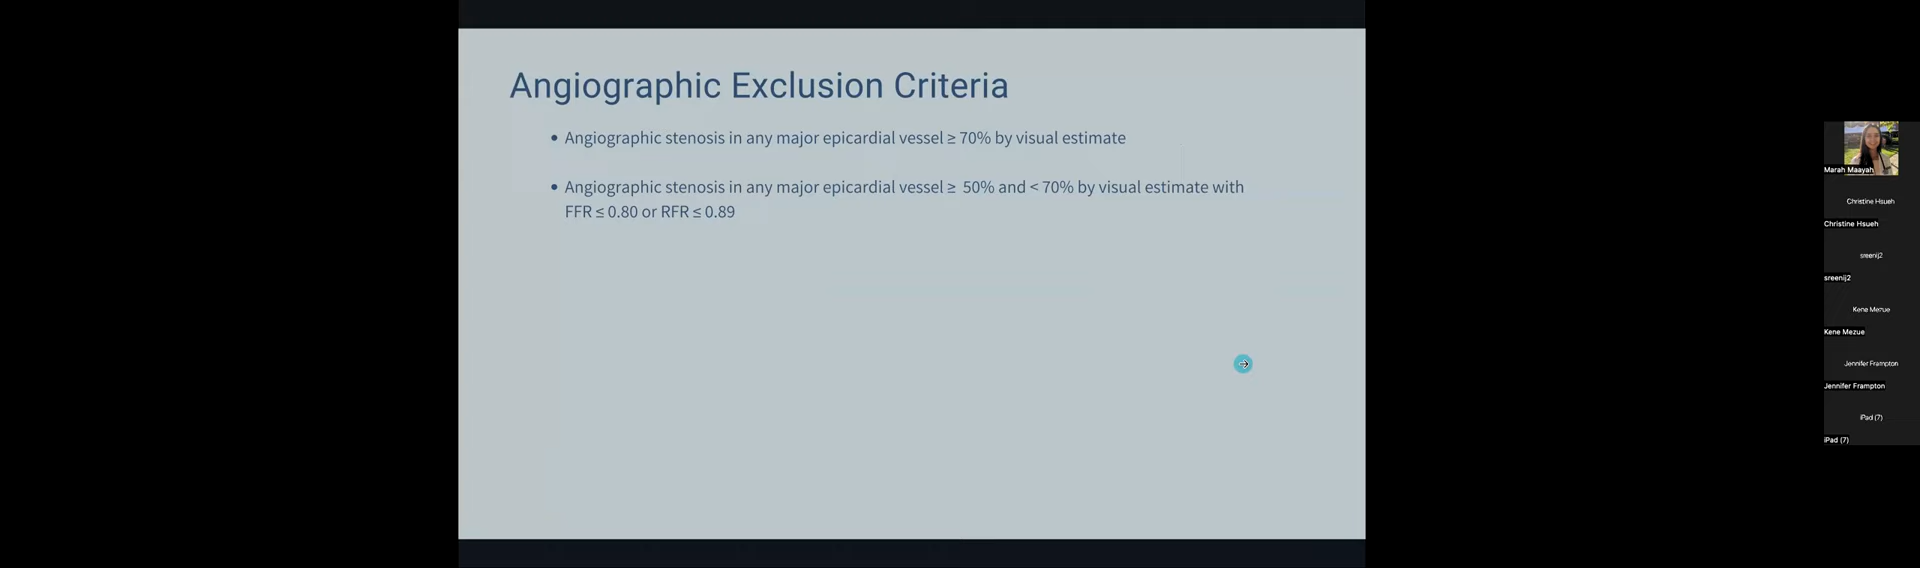 Angiographic Exclusion Criteria
• Angiographic stenosis in any major epicardial vessel ≥ 70% by visual estimate
• Angiographic stenosis in any major epicardial vessel ≥ 50% and < 70% by visual estimate with
FFR ≤ 0.80 or RFR ≤ 0.89
Marah Maayah
Christine Hsueh
Christine Hsueh
sreenij2
sreenij2
Kene Mezue
Kene Mezue
Jennifer Frampton
Jennifer Frampton
iPad (7)
iPad (7)